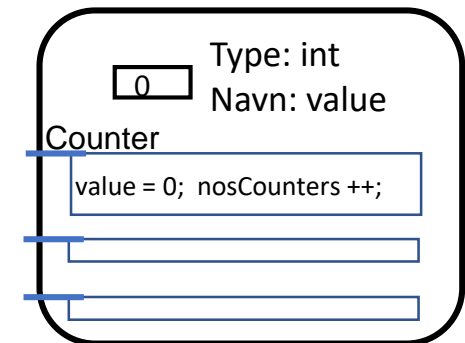 Type: int
0
Navn: value
Counter
value = 0; nosCounters ++;